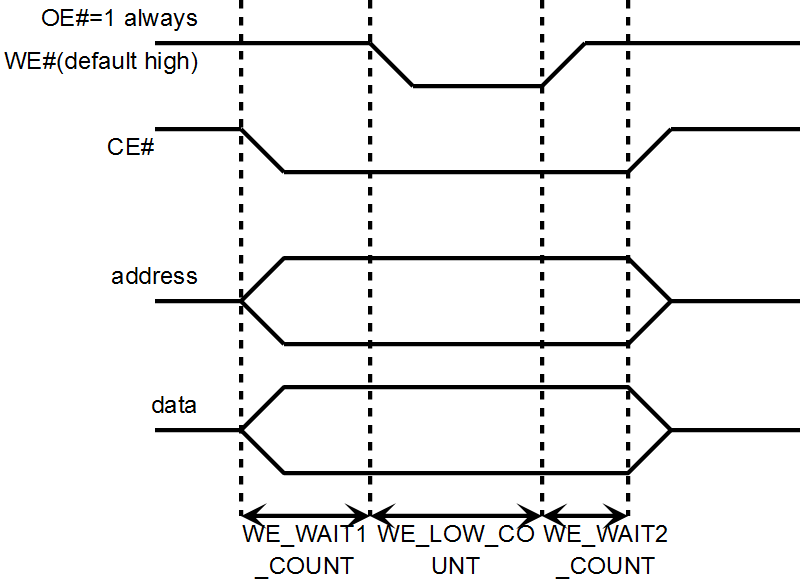 OE#=1 always
WE#(default high)
CE#
address
data
WE_WAIT1
_COUNT
WE_LOW_CO
UNT
WE_WAIT2
_COUNT